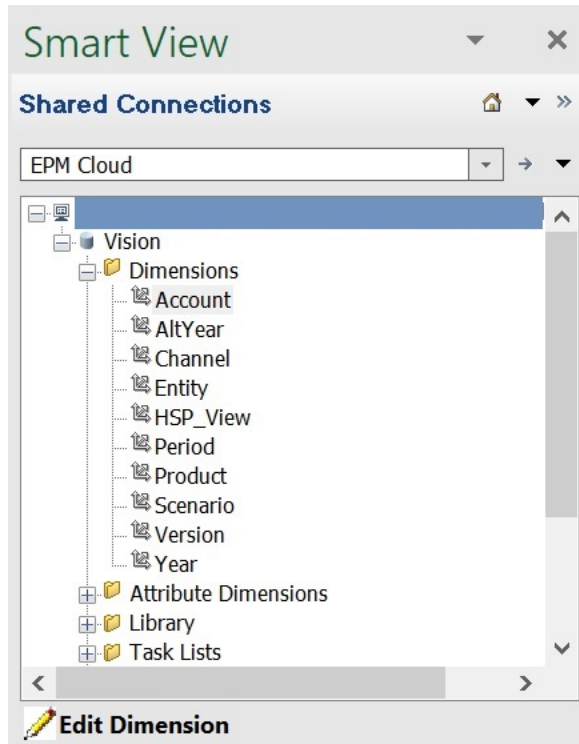 Smart View
Shared Connections
EPM Cloud
Vision
Dimensions
Account
AltYear
Channel
Entity
HSP_View
Period
Product
Scenario
Version
Year
Attribute Dimensions
Library
Task Lists
Edit Dimension